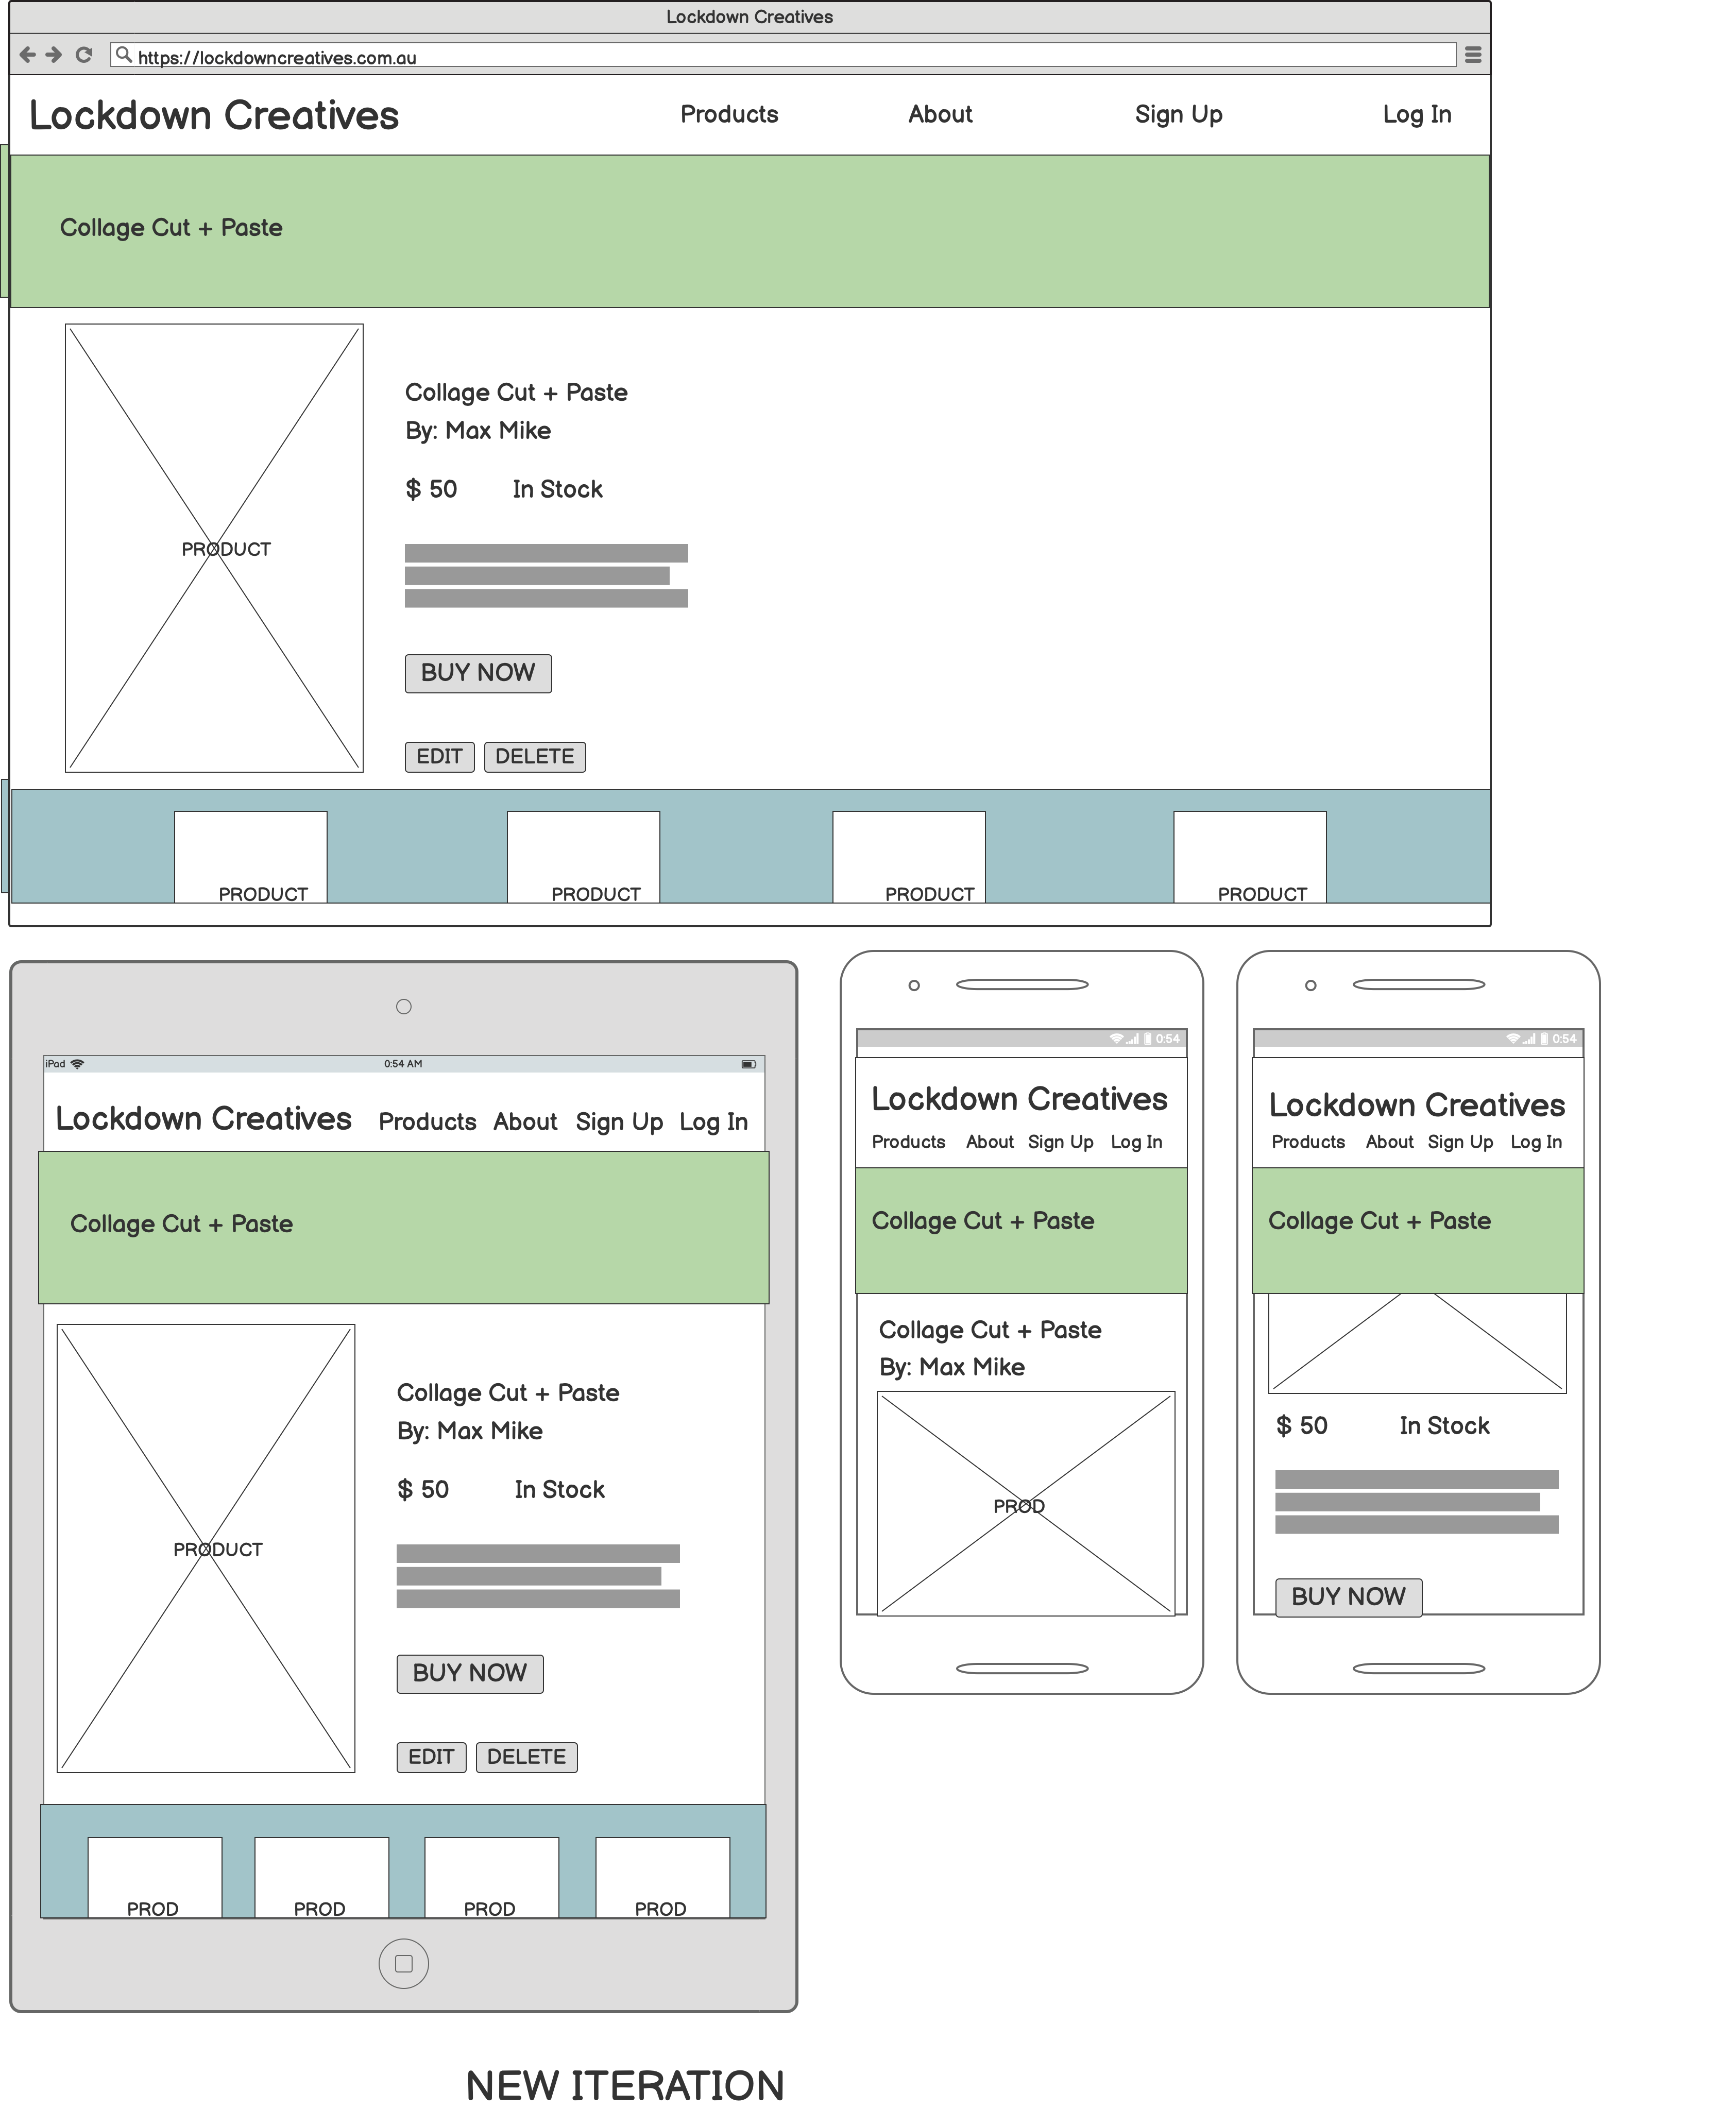 Lockdown Creatives
https://lockdowncreatives.com.au
Lockdown Creatives Products About Sign Up Log In
Collage Cut + Paste
Collage Cut + Paste
By: Max Mike
$ 50 In Stock
PRODUCT
BUY NOW
EDIT DELETE
PRODUCT PRODUCT PRODUCT PRODUCT
iPad 0:54 AM
Lockdown Creatives Products About Sign Up Log In
Collage Cut + Paste
Collage Cut + Paste
By: Max Mike
$ 50 In Stock
PRODUCT
BUY NOW
EDIT DELETE
PROD PROD PROD PROD
0:54
Lockdown Creatives
Products About Sign Up Log In
Collage Cut + Paste
Collage Cut + Paste
By: Max Mike
PROD
0:54
Lockdown Creatives
Products About Sign Up Log In
Collage Cut + Paste
$ 50 In Stock
BUY NOW
NEW ITERATION